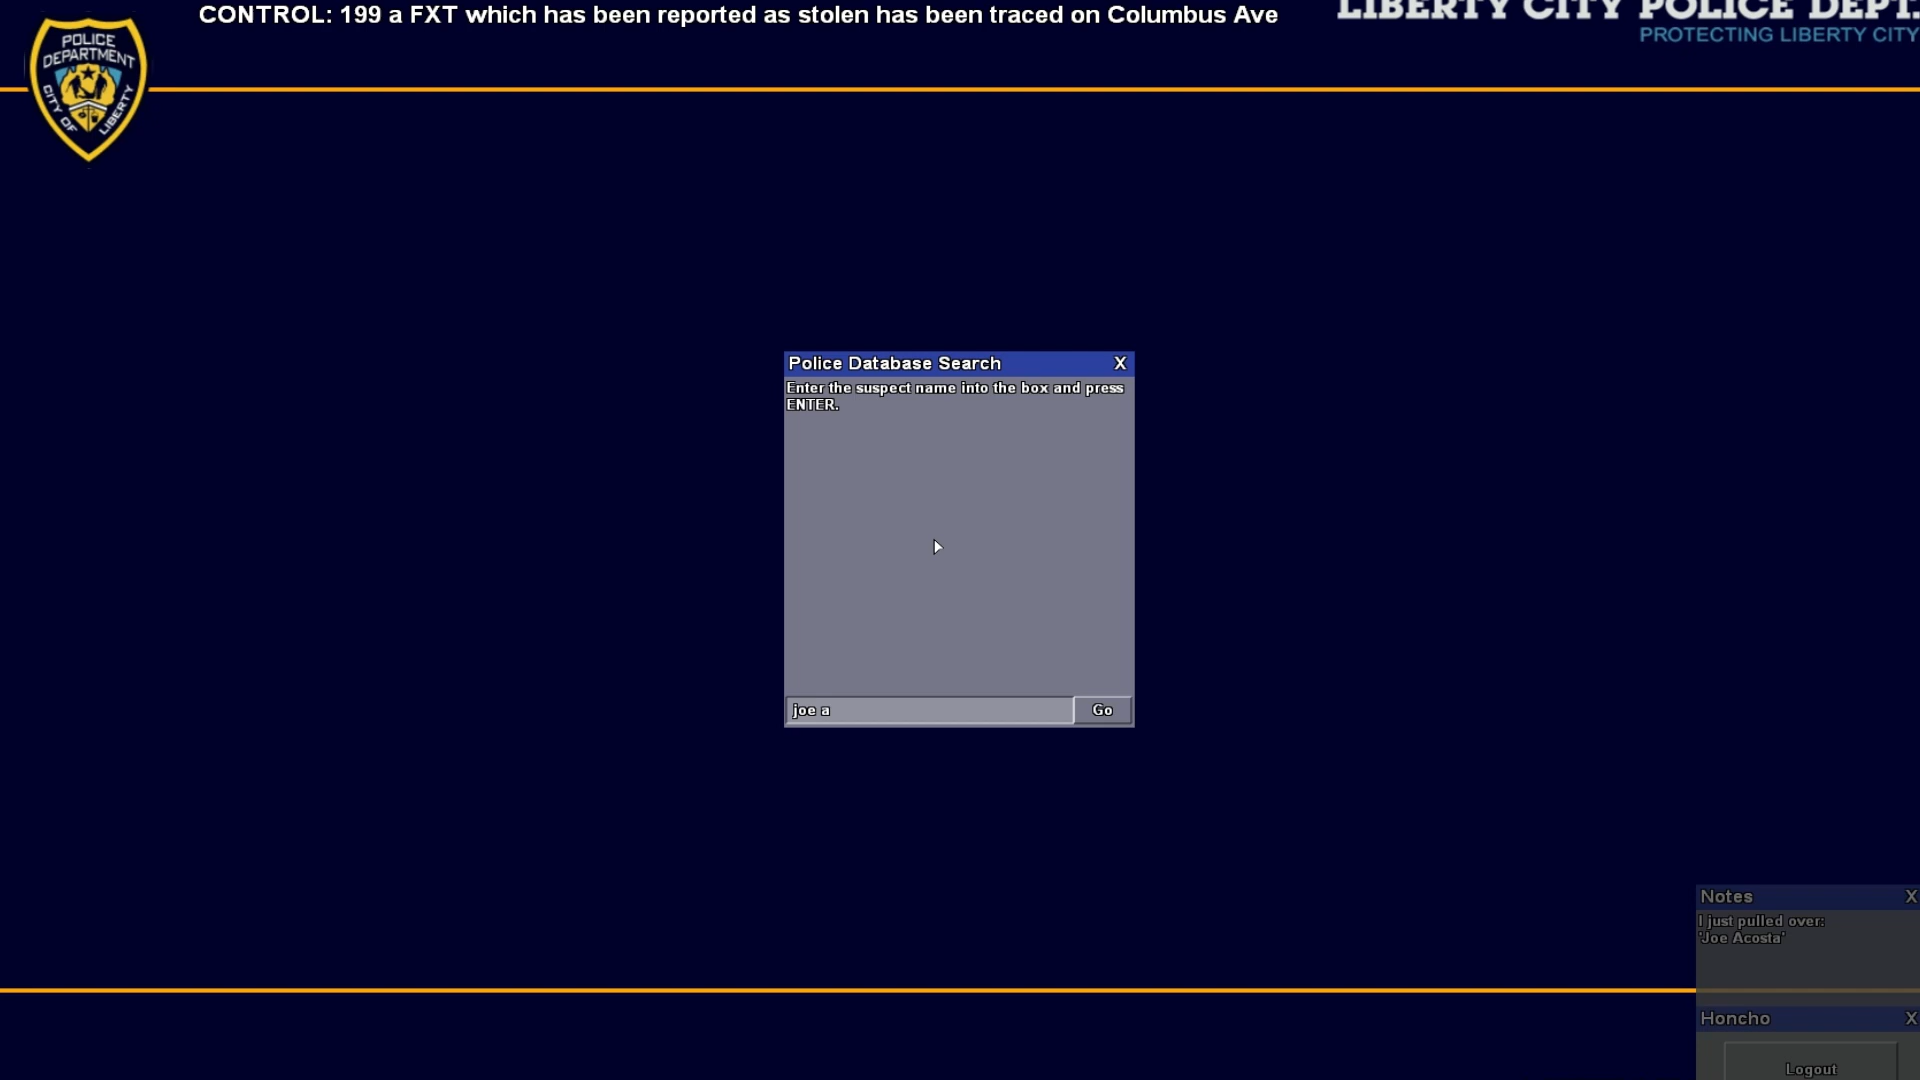 CONTROL: 199 a FXT which has been reported as stolen has been traced on Columbus Ave
LIBERTY CITY POLICE DEPT.
PROTECTING LIBERTY CITY
POLICE
DEPARTMENT
CITY OF LIBERTY
Police Database Search X
Enter the suspect name into the box and press
ENTER.
joe a
Go
Notes X
I just pulled over:
'Joe Acosta'
Honcho X
Logout